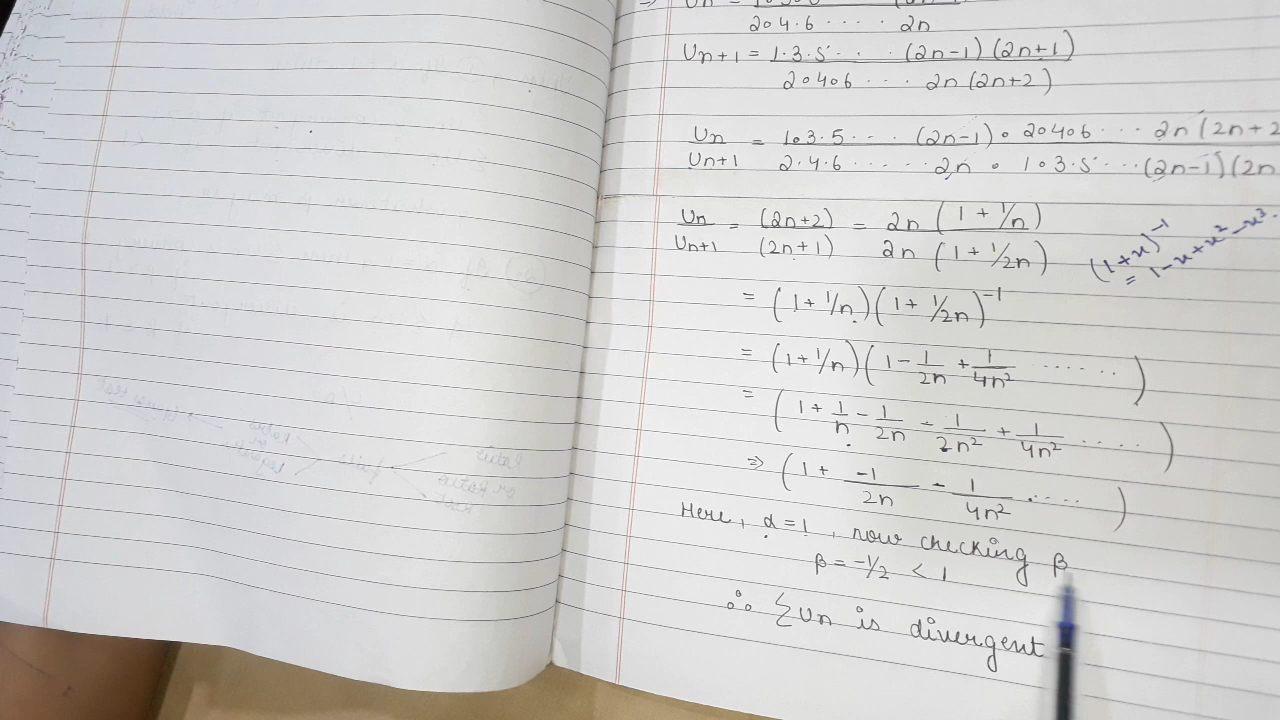 2·4·6 ····· 2n
Un+1 = 1·3·5 ··· (2n-1)(2n+1)
2·4·6 ··· 2n(2n+2)
Un/Un+1 = 1·3·5 ··· (2n-1) · 2·4·6 ··· 2n(2n+2
2·4·6 ····· 2n · 1·3·5 ··· (2n-1)(2n
Un/Un+1 = (2n+2)/(2n+1) = 2n(1+1/n)/2n(1+1/2n)
(1+x)^-1
= 1-x+x²-x³
= (1+1/n)(1+1/2n)^-1
= (1+1/n)(1 - 1/2n + 1/4n² ······)
= (1 + 1/n - 1/2n - 1/2n² + 1/4n² ····)
⇒ (1 + -1/2n - 1/4n² ····)
Here, α=1, now checking β
β = -1/2 < 1
∴ ΣUn is divergent